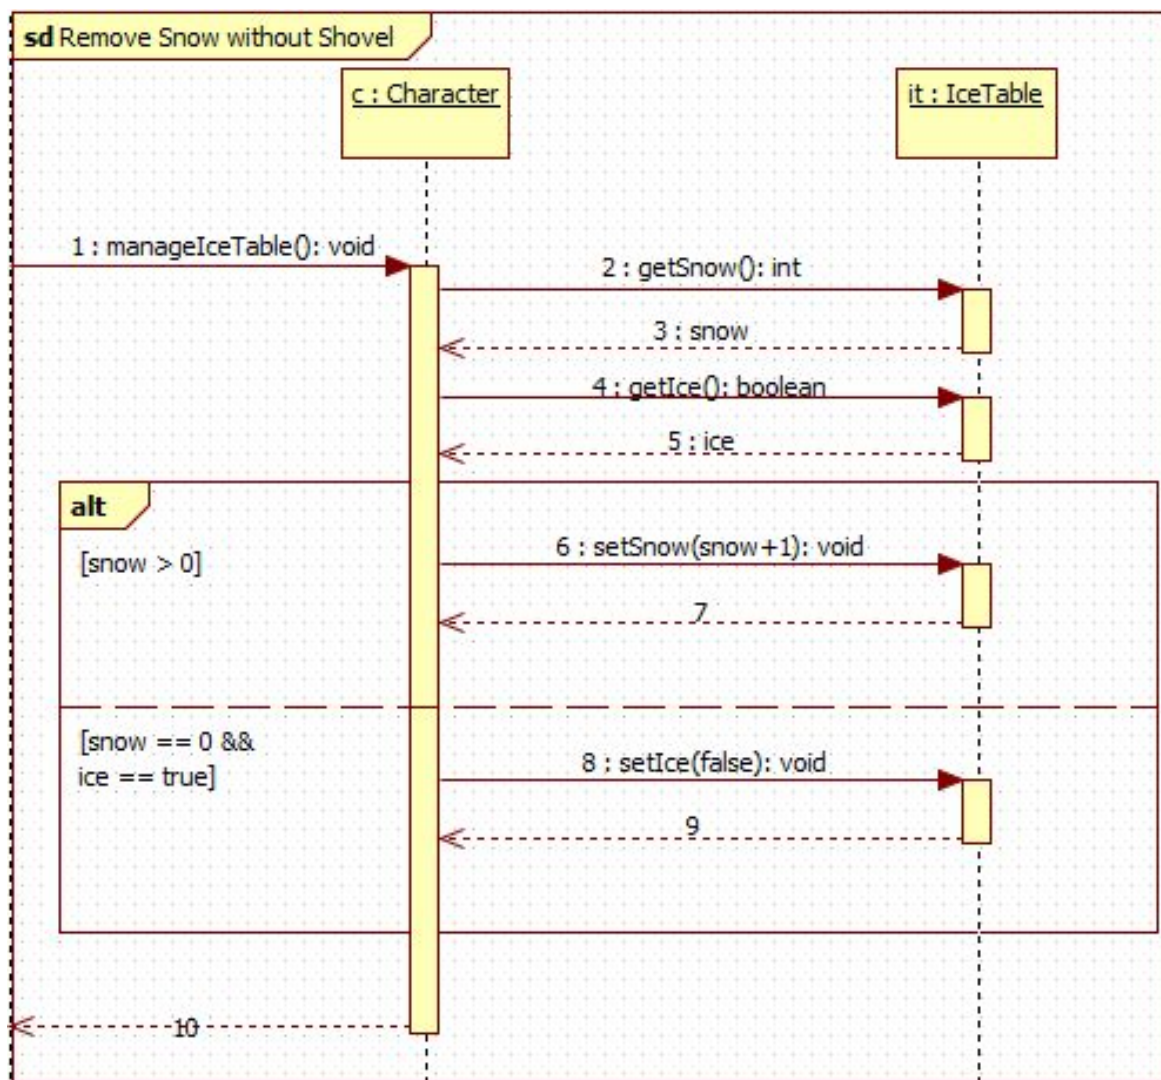 sd Remove Snow without Shovel
c : Character
it : IceTable
1 : manageIceTable(): void
2 : getSnow(): int
3 : snow
4 : getIce(): boolean
5 : ice
alt
[snow > 0]
6 : setSnow(snow+1): void
7
[snow == 0 &&
ice == true]
8 : setIce(false): void
9
10